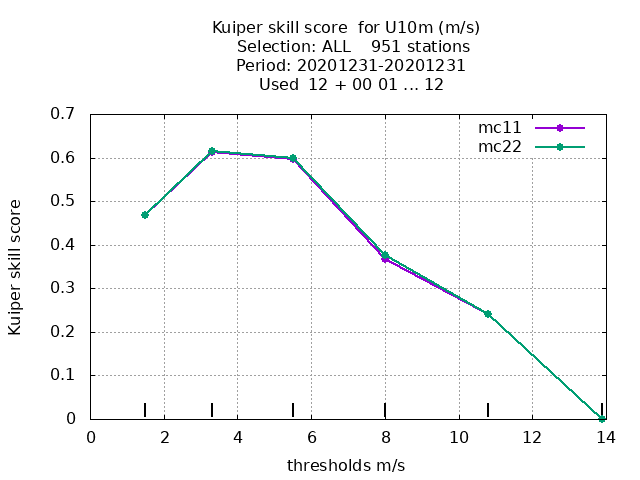 Kuiper skill score  for U10m (m/s)
Selection: ALL    951 stations
Period: 20201231-20201231
Used  12 + 00 01 ... 12
mc11
mc22
Kuiper skill score
0.7
0.6
0.5
0.4
0.3
0.2
0.1
0
0 2 4 6 8 10 12 14
thresholds m/s